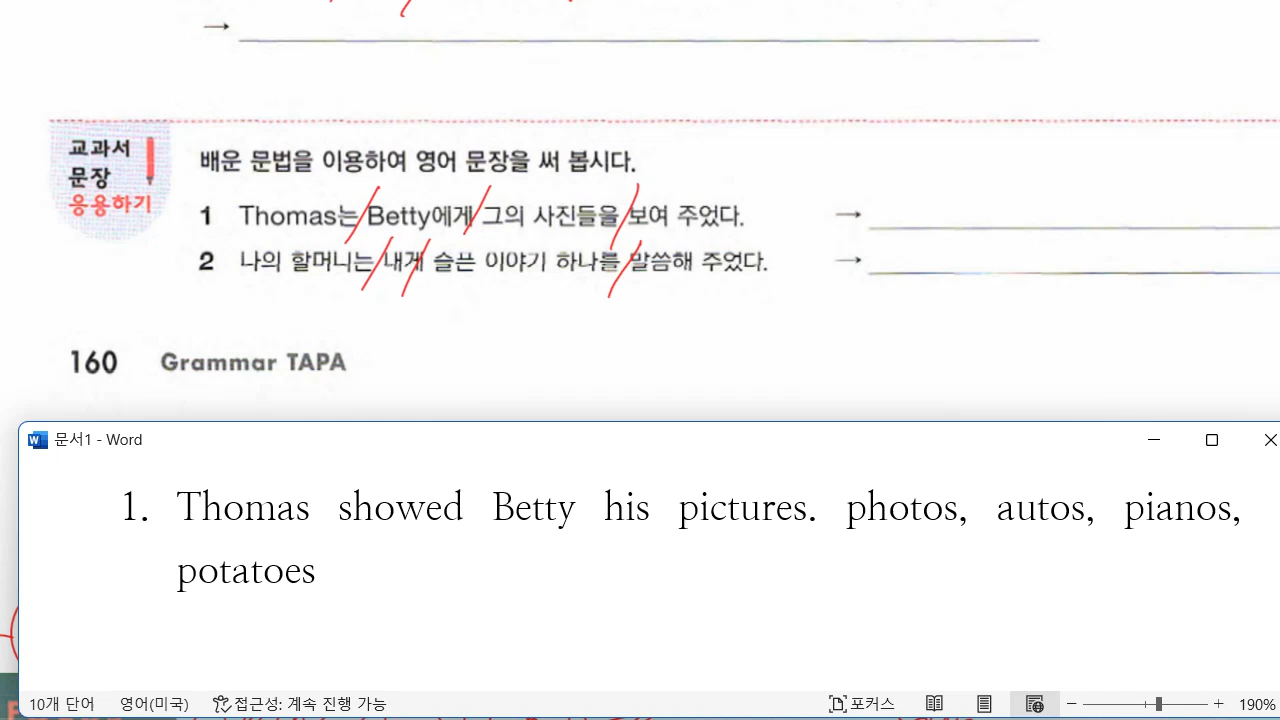 →
교과서
문장
응용하기
배운 문법을 이용하여 영어 문장을 써 봅시다.
1 Thomas는 Betty에게 그의 사진들을 보여 주었다. →
2 나의 할머니는 내게 슬픈 이야기 하나를 말씀해 주었다. →
160 Grammar TAPA
문서1 - Word
1. Thomas showed Betty his pictures. photos, autos, pianos,
potatoes
10개 단어 영어(미국) 접근성: 계속 진행 가능 포커스 190%